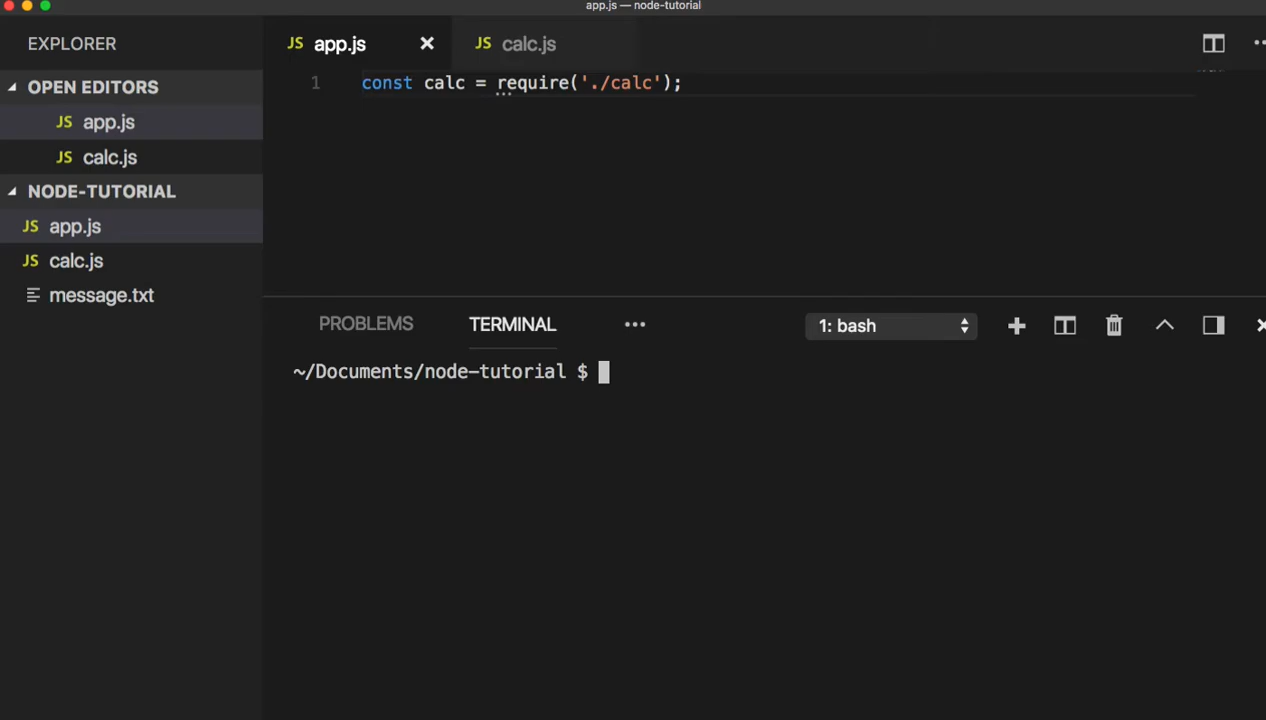 app.js — node-tutorial
EXPLORER
OPEN EDITORS
JS app.js
JS calc.js
NODE-TUTORIAL
JS app.js
JS calc.js
message.txt
JS app.js
JS calc.js
1 const calc = require('./calc');
PROBLEMS
TERMINAL
1: bash
~/Documents/node-tutorial $